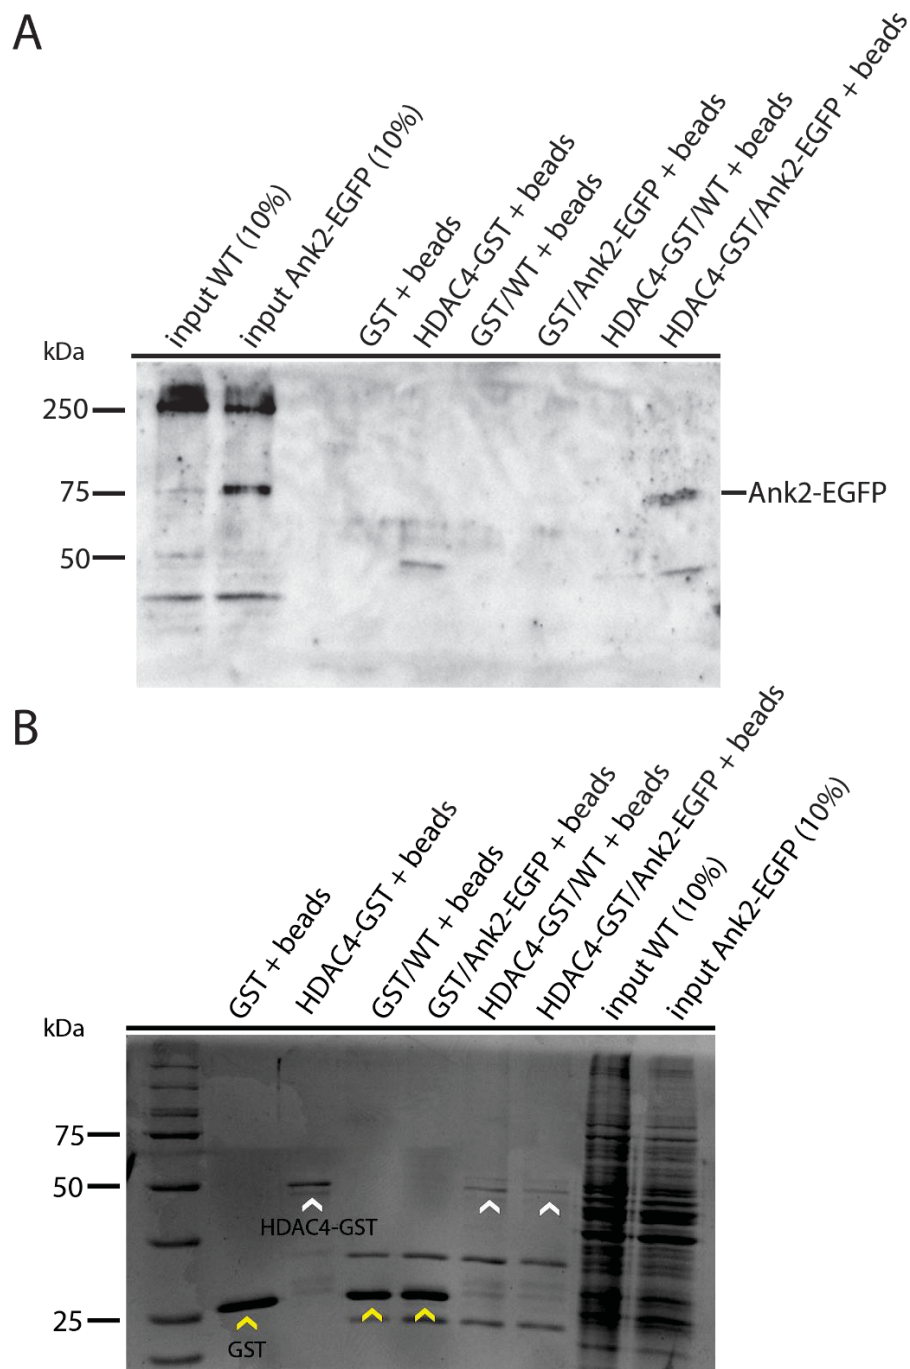 A
input WT (10%)
input Ank2-EGFP (10%)
GST + beads
HDAC4-GST + beads
GST/WT + beads
GST/Ank2-EGFP + beads
HDAC4-GST/WT + beads
HDAC4-GST/Ank2-EGFP + beads
kDa
250
75
50
Ank2-EGFP
B
GST + beads
HDAC4-GST + beads
GST/WT + beads
GST/Ank2-EGFP + beads
HDAC4-GST/WT + beads
HDAC4-GST/Ank2-EGFP + beads
input WT (10%)
input Ank2-EGFP (10%)
kDa
75
50
HDAC4-GST
25
GST